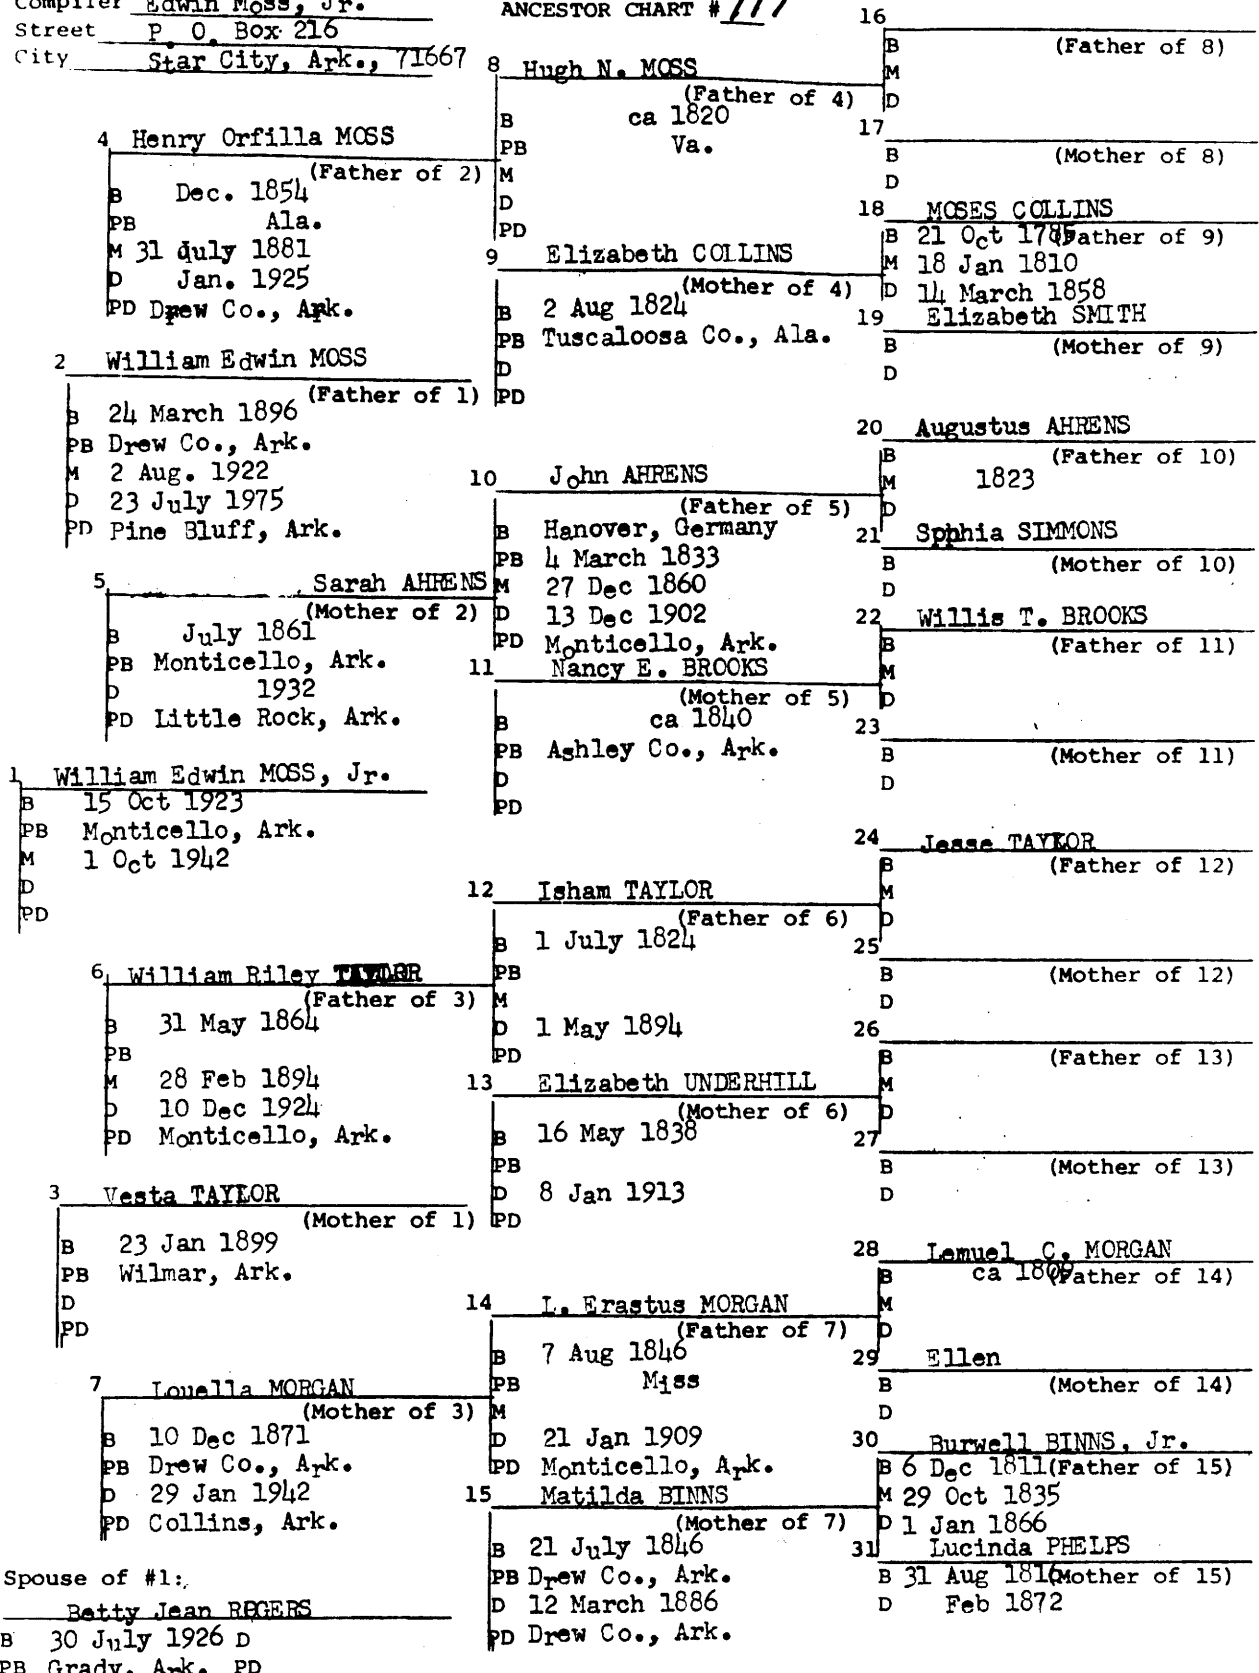 Compiler Edwin Moss, Jr.
Street P. O. Box 216
City Star City, Ark., 71667
ANCESTOR CHART #
4 Henry Orfilla MOSS
(Father of 2)
B Dec. 1854
PB Ala.
M 31 duly 1881
D Jan. 1925
PD Drew Co., Ark.
2 William Edwin MOSS
(Father of 1)
B 24 March 1896
PB Drew Co., Ark.
M 2 Aug. 1922
D 23 July 1975
PD Pine Bluff, Ark.
5 Sarah AHRENS
(Mother of 2)
B July 1861
PB Monticello, Ark.
D 1932
PD Little Rock, Ark.
1 William Edwin MOSS, Jr.
B 15 Oct 1923
PB Monticello, Ark.
M 1 Oct 1942
D
PD
6 William Riley TAYLOR
(Father of 3)
B 31 May 1864
PB
M 28 Feb 1894
D 10 Dec 1924
PD Monticello, Ark.
3 Vesta TAYLOR
(Mother of 1)
B 23 Jan 1899
PB Wilmar, Ark.
D
PD
7 Louella MORGAN
(Mother of 3)
B 10 Dec 1871
PB Drew Co., Ark.
D 29 Jan 1942
PD Collins, Ark.
Spouse of #1:
Betty Jean ROGERS
B 30 July 1926 D
PB Grady, Ark. PD
8 Hugh N. MOSS
(Father of 4)
B ca 1820
PB Va.
M
D
PD
9 Elizabeth COLLINS
(Mother of 4)
B 2 Aug 1824
PB Tuscaloosa Co., Ala.
D
PD
10 John AHRENS
(Father of 5)
B Hanover, Germany
PB 4 March 1833
M 27 Dec 1860
D 13 Dec 1902
PD Monticello, Ark.
11 Nancy E. BROOKS
(Mother of 5)
B ca 1840
PB Ashley Co., Ark.
D
PD
12 Isham TAYLOR
(Father of 6)
B 1 July 1824
PB
M
D 1 May 1894
PD
13 Elizabeth UNDERHILL
(Mother of 6)
B 16 May 1838
PB
D 8 Jan 1913
PD
14 L. Erastus MORGAN
(Father of 7)
B 7 Aug 1846
PB Miss
M
D 21 Jan 1909
PD Monticello, Ark.
15 Matilda BINNS
(Mother of 7)
B 21 July 1846
PB Drew Co., Ark.
D 12 March 1886
PD Drew Co., Ark.
16
B (Father of 8)
M
D
17
B (Mother of 8)
D
18 MOSES COLLINS
B 21 Oct (Father of 9)
M 18 Jan 1810
D 14 March 1858
19 Elizabeth SMITH
B (Mother of 9)
D
20 Augustus AHRENS
B (Father of 10)
M 1823
D
21 Spphia SIMMONS
B (Mother of 10)
D
22 Willis T. BROOKS
B (Father of 11)
M
D
23
B (Mother of 11)
D
24 Jesse TAYLOR
B (Father of 12)
M
D
25
B (Mother of 12)
D
26
B (Father of 13)
M
D
27
B (Mother of 13)
D
28 Lemuel C. MORGAN
B ca (Father of 14)
M
D
29 Ellen
B (Mother of 14)
D
30 Burwell BINNS, Jr.
B 6 Dec 1811 (Father of 15)
M 29 Oct 1835
D 1 Jan 1866
31 Lucinda PHELPS
B 31 Aug 1816 (Mother of 15)
D Feb 1872